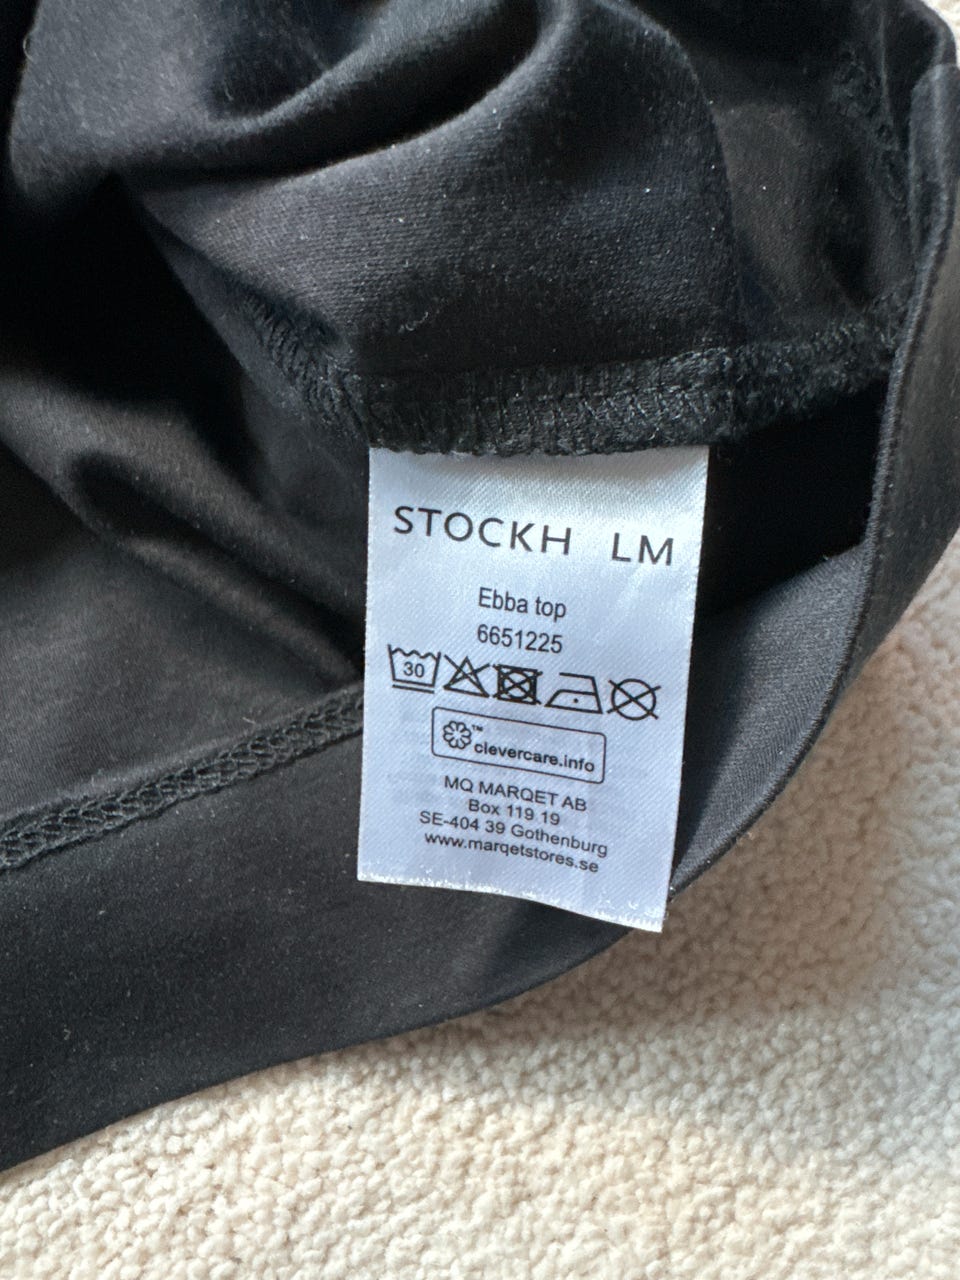 STOCKH LM
Ebba top
6651225
30
™
clevercare.info
MQ MARQET AB
Box 119 19
SE-404 39 Gothenburg
www.marqetstores.se